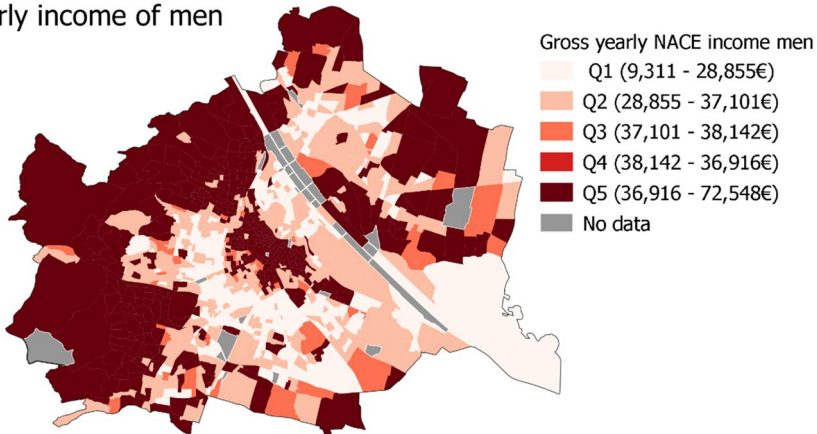 rly income of men
Gross yearly NACE income men
Q1 (9,311 - 28,855€)
Q2 (28,855 - 37,101€)
Q3 (37,101 - 38,142€)
Q4 (38,142 - 36,916€)
Q5 (36,916 - 72,548€)
No data